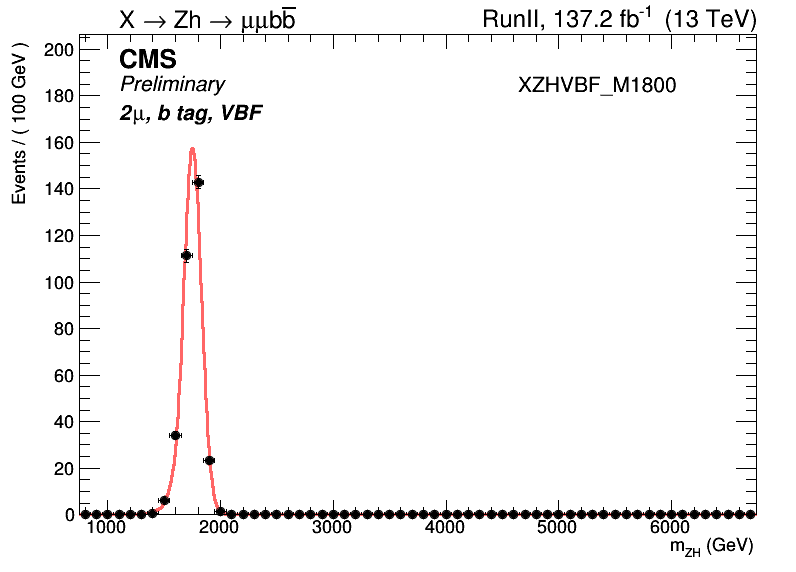 X → Zh → μμbb̅
RunII, 137.2 fb⁻¹ (13 TeV)
CMS
Preliminary
2μ, b tag, VBF
XZHVBF_M1800
Events / ( 100 GeV )
200
180
160
140
120
100
80
60
40
20
0
1000 2000 3000 4000 5000 6000
m_ZH (GeV)